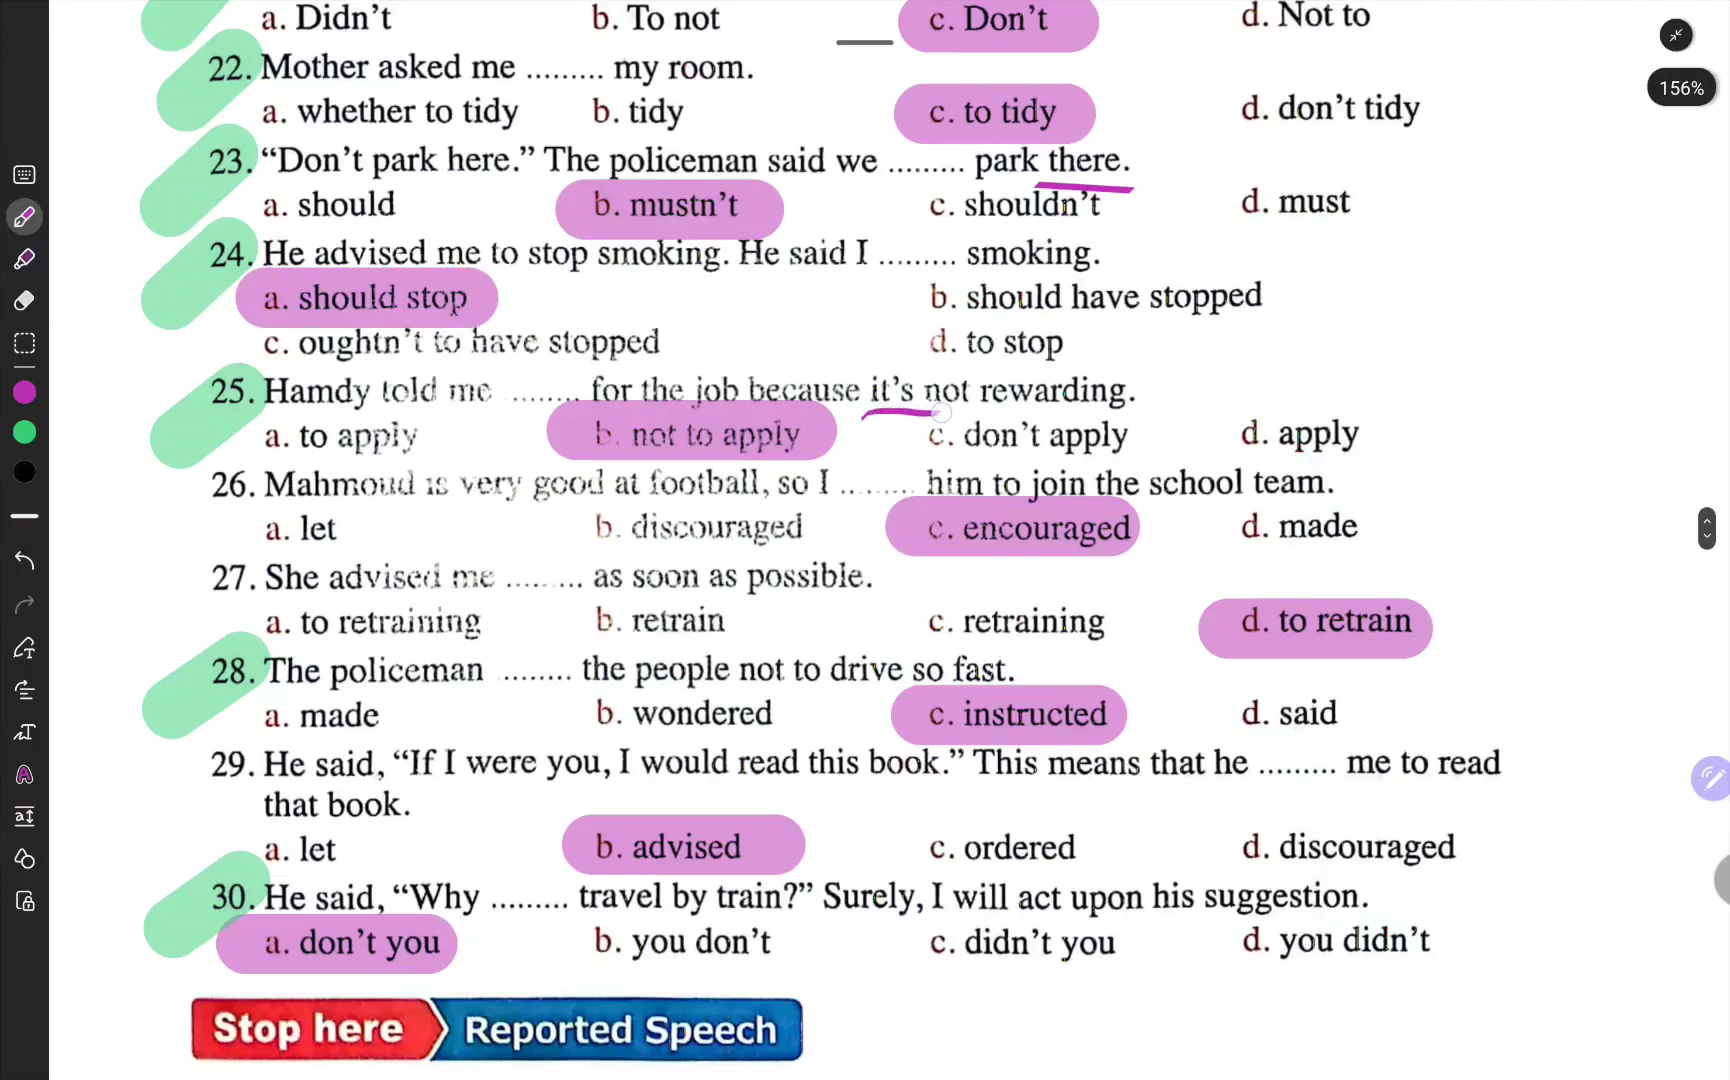 a. Didn't b. To not c. Don't d. Not to
156%
22. Mother asked me ......... my room.
a. whether to tidy b. tidy c. to tidy d. don't tidy
23. "Don't park here." The policeman said we ......... park there.
a. should b. mustn't c. shouldn't d. must
24. He advised me to stop smoking. He said I ......... smoking.
a. should stop b. should have stopped
c. oughtn't to have stopped d. to stop
25. Hamdy told me ........ for the job because it's not rewarding.
a. to apply b. not to apply c. don't apply d. apply
26. Mahmoud is very good at football, so I ......... him to join the school team.
a. let b. discouraged c. encouraged d. made
27. She advised me ......... as soon as possible.
a. to retraining b. retrain c. retraining d. to retrain
28. The policeman ........ the people not to drive so fast.
a. made b. wondered c. instructed d. said
29. He said, "If I were you, I would read this book." This means that he ......... me to read
that book.
a. let b. advised c. ordered d. discouraged
30. He said, "Why ......... travel by train?" Surely, I will act upon his suggestion.
a. don't you b. you don't c. didn't you d. you didn't
Stop here Reported Speech